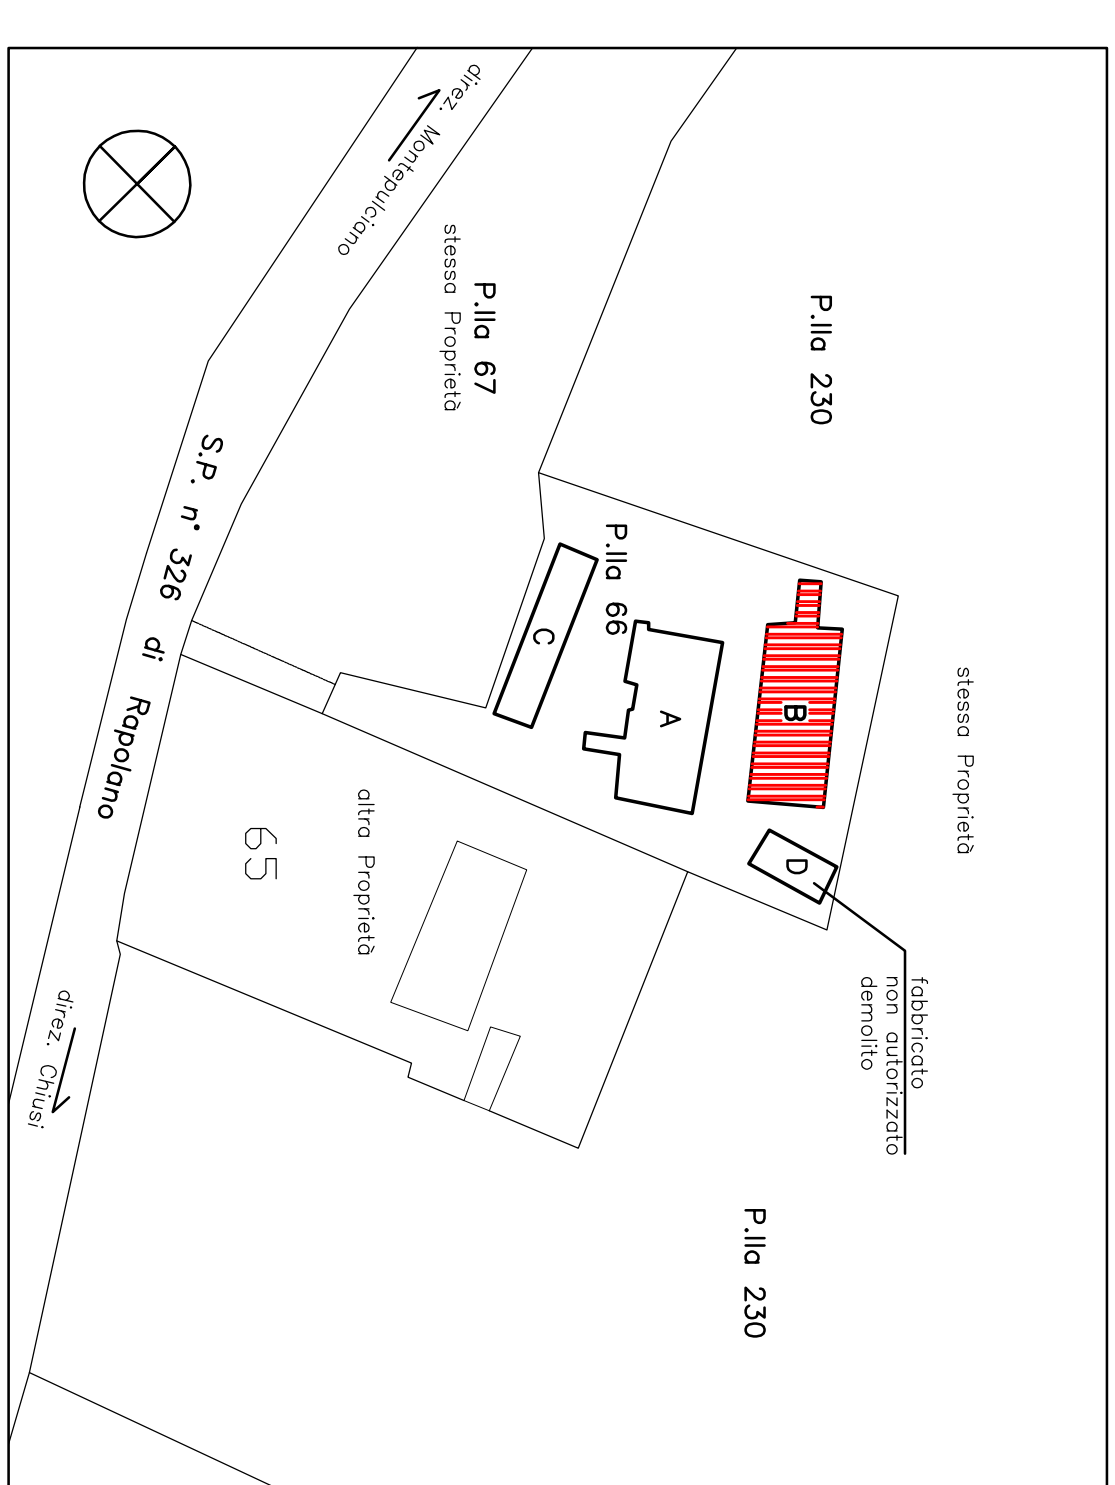 direz. Montepulciano
stessa Proprietà
P.lla 67
P.lla 230
S.P. n° 326 di Rapolano
P.lla 66
C
A
B
D
stessa Proprietà
65
altra Proprietà
fabbricato
non autorizzato
demolito
direz. Chiusi
P.lla 230